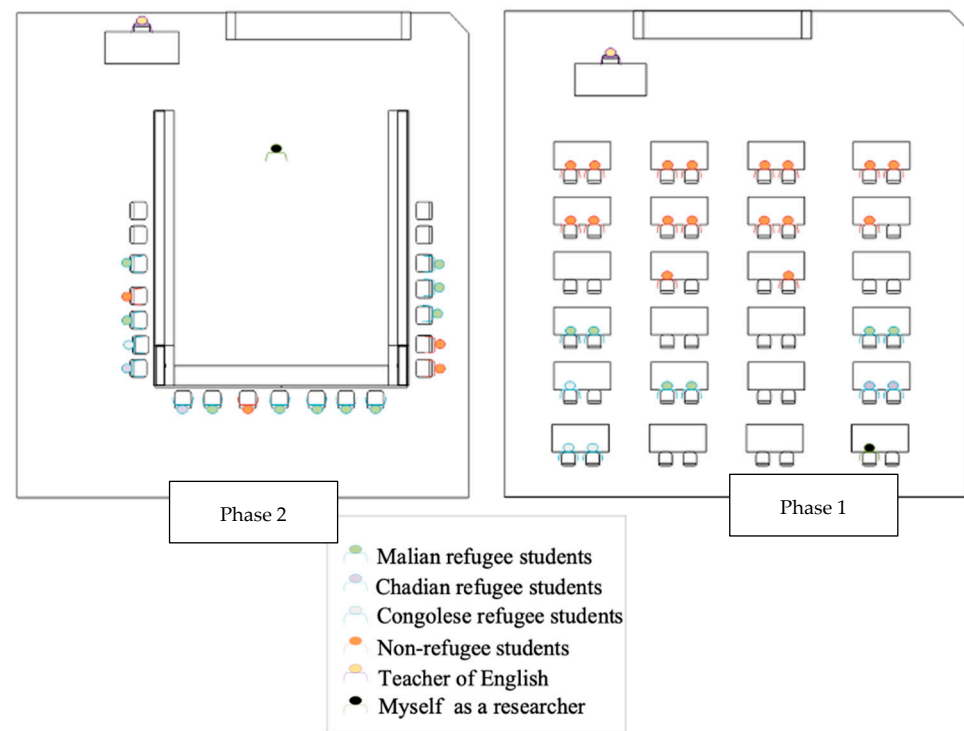 Phase 2
Phase 1
Malian refugee students
Chadian refugee students
Congolese refugee students
Non-refugee students
Teacher of English
Myself as a researcher